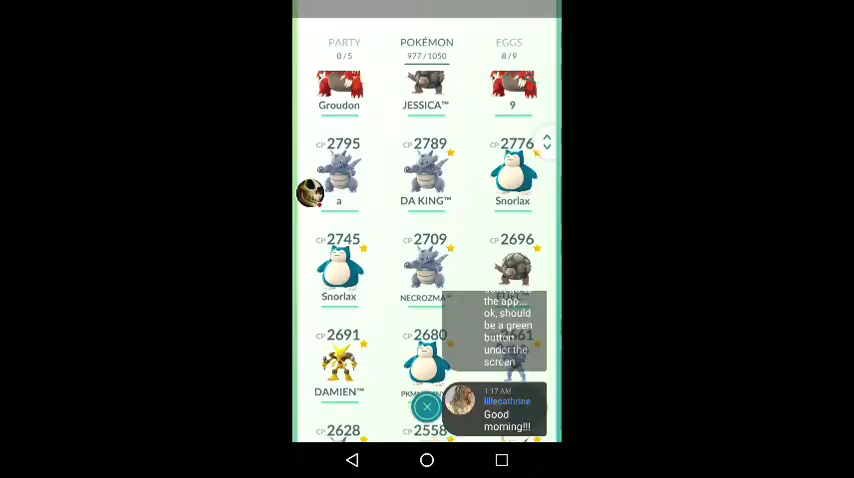 PARTY POKÉMON EGGS
0/5 977/1050 8/9
Groudon JESSICA™ 9
CP2795 CP2789 CP2776
a DA KING™ Snorlax
CP2745 CP2709 CP2696
Snorlax NECROZMA
the app...
ok, should
be a green
button
under the
screen
CP2691 CP2680
DAMIEN™
1:17 AM
lillecathrine
Good
morning!!!
CP2628 CP2558